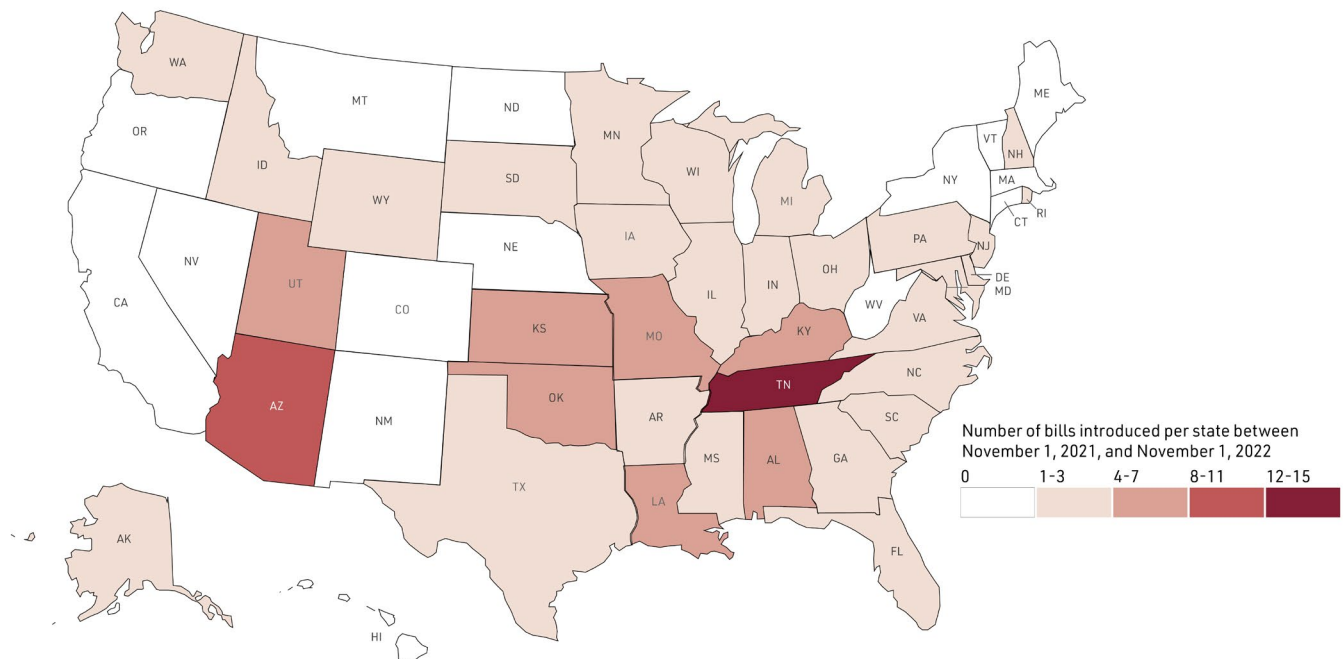 WA
MT
ND
ME
OR
MN
VT
ID
NH
WI
SD
NY
MA
WY
MI
RI
CT
IA
PA
NE
NJ
OH
NV
DE
UT
IN
MD
IL
CA
CO
WV
VA
KS
MO
KY
NC
TN
AZ
OK
AR
SC
NM
MS
AL
GA
TX
LA
AK
FL
HI
Number of bills introduced per state between
November 1, 2021, and November 1, 2022
0 1-3 4-7 8-11 12-15